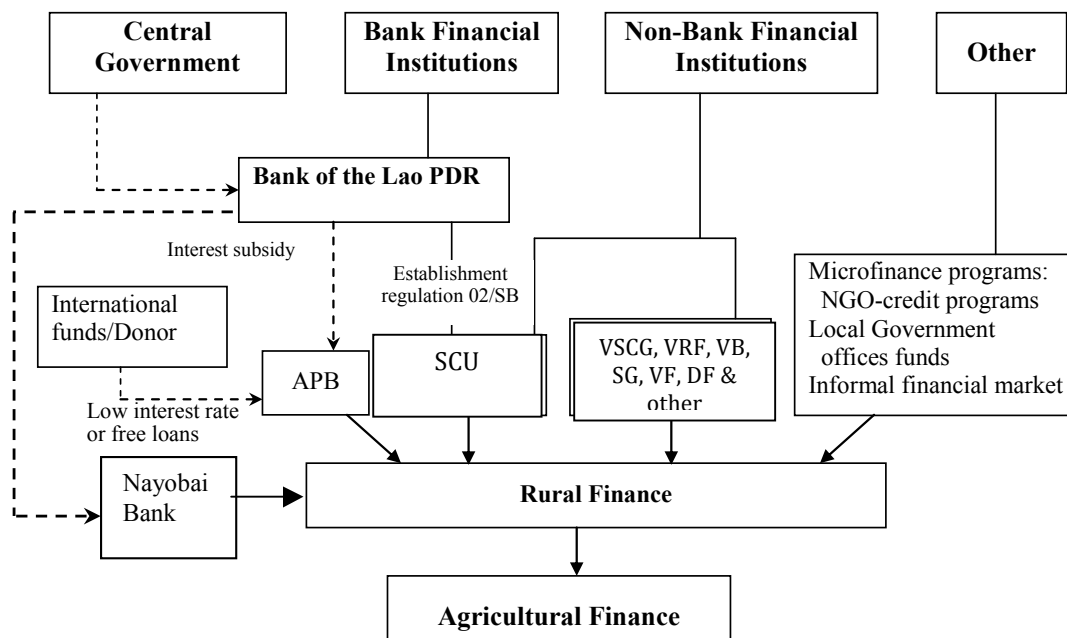 Central
Government
Bank Financial
Institutions
Non-Bank Financial
Institutions
Other
Bank of the Lao PDR
Interest subsidy
Establishment
regulation 02/SB
International
funds/Donor
APB
SCU
VSCG, VRF, VB,
SG, VF, DF &
other
Microfinance programs:
NGO-credit programs
Local Government
offices funds
Informal financial market
Low interest rate
or free loans
Nayobai
Bank
Rural Finance
Agricultural Finance